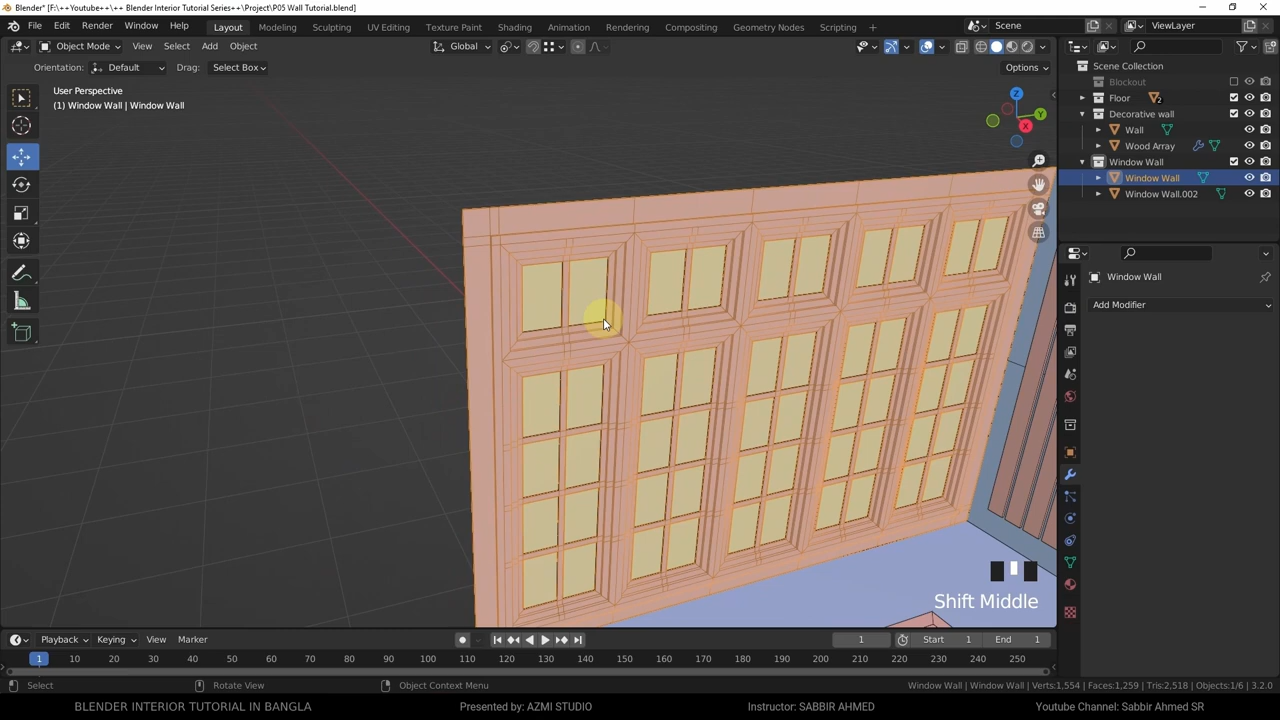 Blender* [F:\++Youtube++\++ Blender Interior Tutorial Series++\Project\P05 Wall Tutorial.blend]
File Edit Render Window Help Layout Modeling Sculpting UV Editing Texture Paint Shading Animation Rendering Compositing Geometry Nodes Scripting + Scene ViewLayer
Object Mode View Select Add Object Global
Orientation: Default Drag: Select Box Options
User Perspective
(1) Window Wall | Window Wall
Z
Y
X
Scene Collection
Blockout
Floor 2
Decorative wall
Wall
Wood Array
Window Wall
Window Wall
Window Wall.002
Window Wall
Add Modifier
Shift Middle
Playback Keying View Marker 1 Start 1 End 1
1 10 20 30 40 50 60 70 80 90 100 110 120 130 140 150 160 170 180 190 200 210 220 230 240 250
Select Rotate View Object Context Menu Window Wall | Window Wall | Verts:1,554 | Faces:1,259 | Tris:2,518 | Objects:1/6 | 3.2.0
BLENDER INTERIOR TUTORIAL IN BANGLA Presented by: AZMI STUDIO Instructor: SABBIR AHMED Youtube Channel: Sabbir Ahmed SR